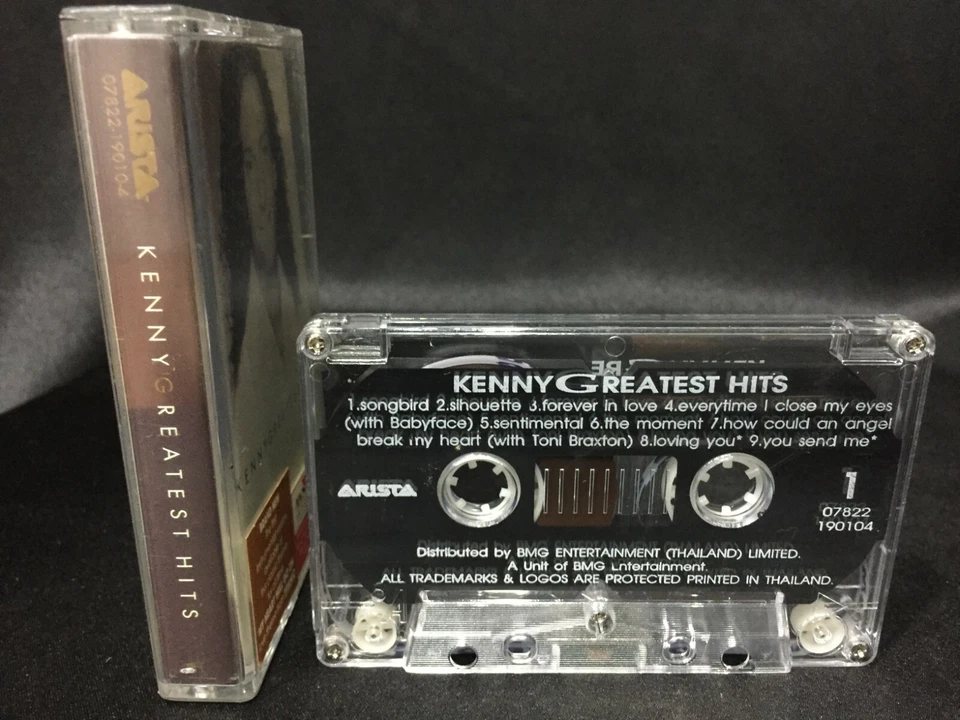 ARISTA
07822-19010-4
KENNY GREATEST HITS
KENNY
KENNYGREATEST HITS
1.songbird 2.silhouette 3.forever in love 4.everytime I close my eyes
(with Babyface) 5.sentimental 6.the moment 7.how could an angel
break my heart (with Toni Braxton) 8.loving you* 9.you send me*
ARISTA
1
07822
190104
Distributed by BMG ENTERTAINMENT (THAILAND) LIMITED.
A Unit of BMG Entertainment.
ALL TRADEMARKS & LOGOS ARE PROTECTED PRINTED IN THAILAND.